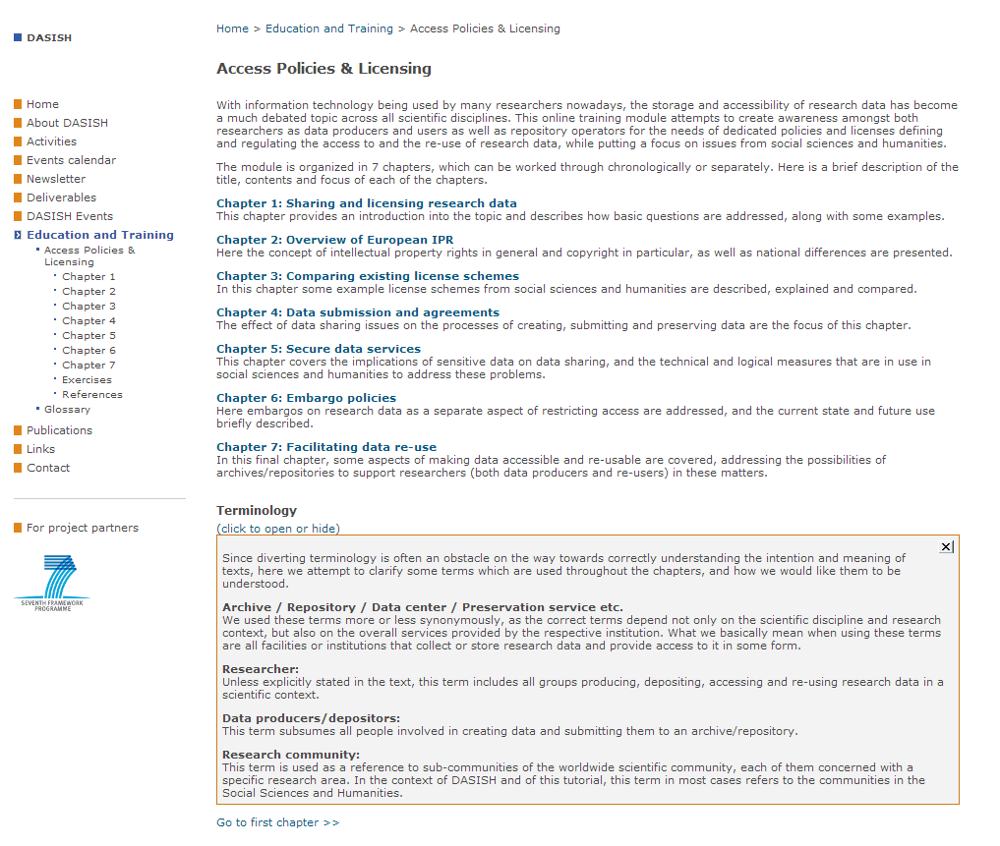 DASISH
Home
About DASISH
Activities
Events calendar
Newsletter
Deliverables
DASISH Events
Education and Training
Access Policies &
Licensing
Chapter 1
Chapter 2
Chapter 3
Chapter 4
Chapter 5
Chapter 6
Chapter 7
Exercises
References
Glossary
Publications
Links
Contact
For project partners
7
SEVENTH FRAMEWORK
PROGRAMME
Home > Education and Training > Access Policies & Licensing
Access Policies & Licensing
With information technology being used by many researchers nowadays, the storage and accessibility of research data has become
a much debated topic across all scientific disciplines. This online training module attempts to create awareness amongst both
researchers as data producers and users as well as repository operators for the needs of dedicated policies and licenses defining
and regulating the access to and the re-use of research data, while putting a focus on issues from social sciences and humanities.
The module is organized in 7 chapters, which can be worked through chronologically or separately. Here is a brief description of the
title, contents and focus of each of the chapters.
Chapter 1: Sharing and licensing research data
This chapter provides an introduction into the topic and describes how basic questions are addressed, along with some examples.
Chapter 2: Overview of European IPR
Here the concept of intellectual property rights in general and copyright in particular, as well as national differences are presented.
Chapter 3: Comparing existing license schemes
In this chapter some example license schemes from social sciences and humanities are described, explained and compared.
Chapter 4: Data submission and agreements
The effect of data sharing issues on the processes of creating, submitting and preserving data are the focus of this chapter.
Chapter 5: Secure data services
This chapter covers the implications of sensitive data on data sharing, and the technical and logical measures that are in use in
social sciences and humanities to address these problems.
Chapter 6: Embargo policies
Here embargos on research data as a separate aspect of restricting access are addressed, and the current state and future use
briefly described.
Chapter 7: Facilitating data re-use
In this final chapter, some aspects of making data accessible and re-usable are covered, addressing the possibilities of
archives/repositories to support researchers (both data producers and re-users) in these matters.
Terminology
(click to open or hide)
Since diverting terminology is often an obstacle on the way towards correctly understanding the intention and meaning of
texts, here we attempt to clarify some terms which are used throughout the chapters, and how we would like them to be
understood.
Archive / Repository / Data center / Preservation service etc.
We used these terms more or less synonymously, as the correct terms depend not only on the scientific discipline and research
context, but also on the overall services provided by the respective institution. What we basically mean when using these terms
are all facilities or institutions that collect or store research data and provide access to it in some form.
Researcher:
Unless explicitly stated in the text, this term includes all groups producing, depositing, accessing and re-using research data in a
scientific context.
Data producers/depositors:
This term subsumes all people involved in creating data and submitting them to an archive/repository.
Research community:
This term is used as a reference to sub-communities of the worldwide scientific community, each of them concerned with a
specific research area. In the context of DASISH and of this tutorial, this term in most cases refers to the communities in the
Social Sciences and Humanities.
Go to first chapter >>